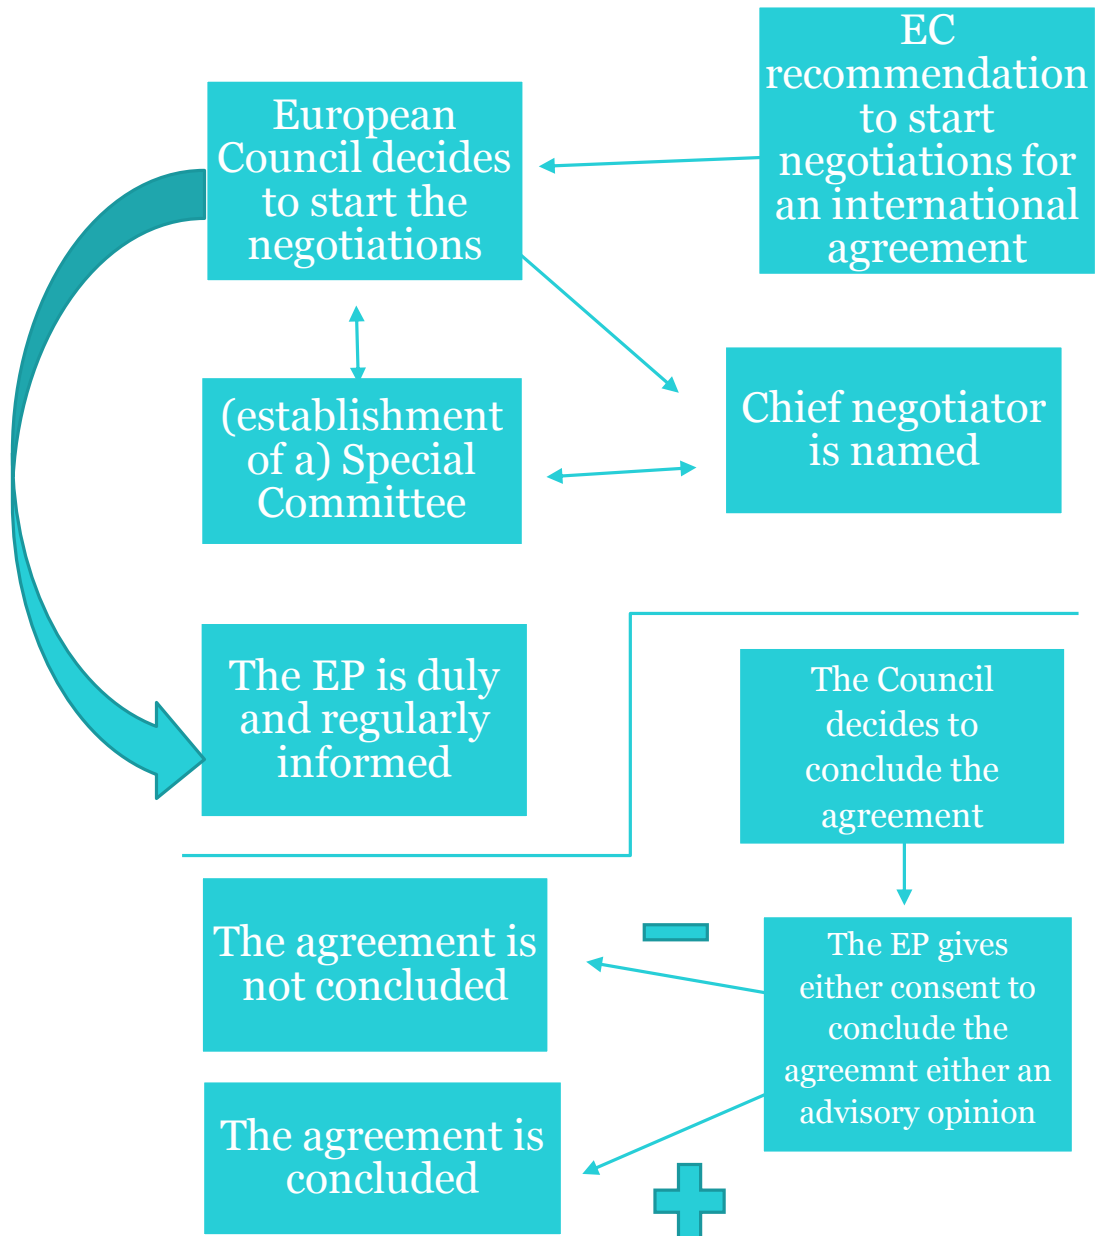 EC
recommendation
to start
negotiations for
an international
agreement
European
Council decides
to start the
negotiations
(establishment
of a) Special
Committee
Chief negotiator
is named
The EP is duly
and regularly
informed
The Council
decides to
conclude the
agreement
The EP gives
either consent to
conclude the
agreemnt either an
advisory opinion
The agreement is
not concluded
The agreement is
concluded